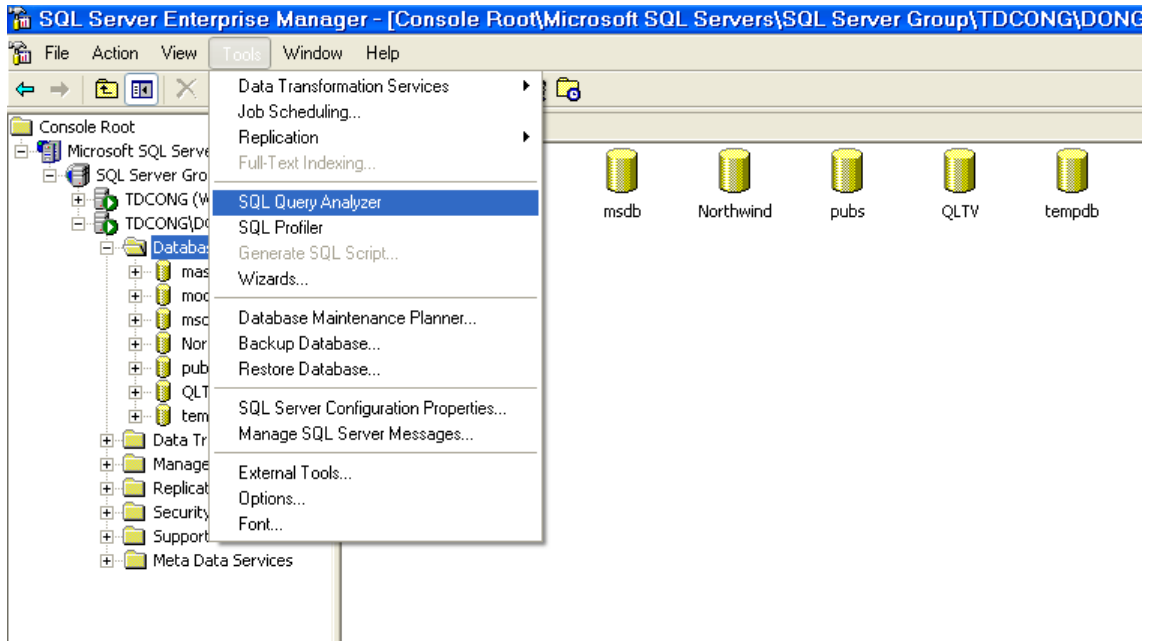 SQL Server Enterprise Manager - [Console Root\Microsoft SQL Servers\SQL Server Group\TDCONG\DONG
File Action View Tools Window Help
Data Transformation Services
Job Scheduling...
Replication
Full-Text Indexing...
SQL Query Analyzer
SQL Profiler
Generate SQL Script...
Wizards...
Database Maintenance Planner...
Backup Database...
Restore Database...
SQL Server Configuration Properties...
Manage SQL Server Messages...
External Tools...
Options...
Font...
Console Root
Microsoft SQL Serve
SQL Server Gro
TDCONG (W
TDCONG\DO
Databas
mas
mod
msd
Nor
pub
QLT
tem
Data Tr
Manage
Replicat
Security
Support
Meta Data Services
msdb Northwind pubs QLTV tempdb